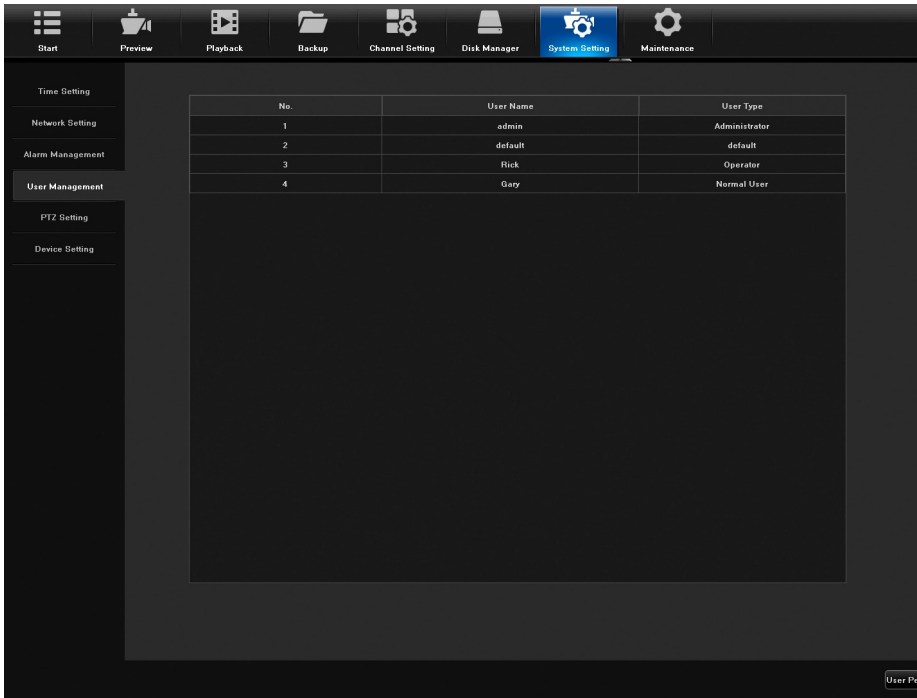 Start Preview Playback Backup Channel Setting Disk Manager System Setting Maintenance
Time Setting
Network Setting
Alarm Management
User Management
PTZ Setting
Device Setting
No. User Name User Type
1 admin Administrator
2 default default
3 Rick Operator
4 Gary Normal User
User